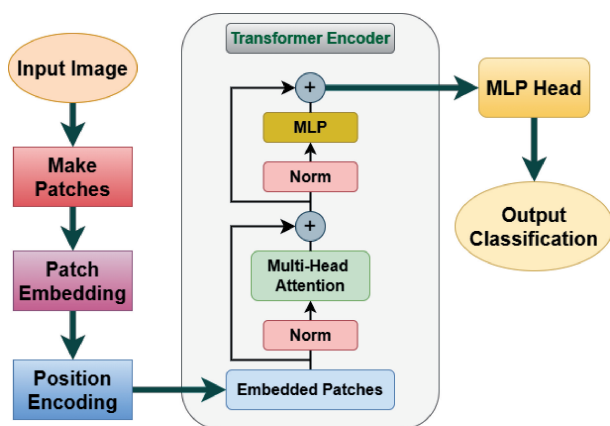 Input Image
Make
Patches
Patch
Embedding
Position
Encoding
Transformer Encoder
+
MLP
Norm
+
Multi-Head
Attention
Norm
Embedded Patches
MLP Head
Output
Classification